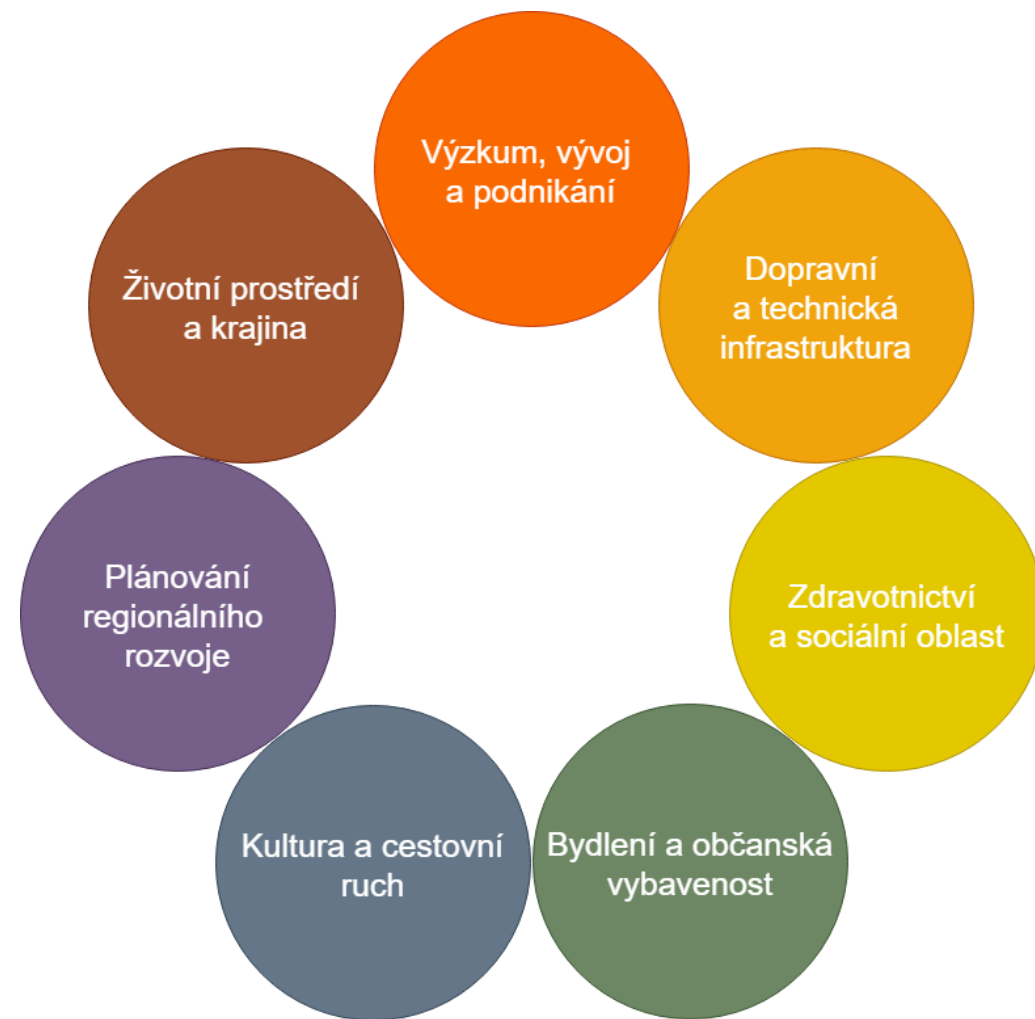 Výzkum, vývoj
a podnikání
Dopravní
a technická
infrastruktura
Zdravotnictví
a sociální oblast
Bydlení a občanská
vybavenost
Kultura a cestovní
ruch
Plánování
regionálního
rozvoje
Životní prostředí
a krajina